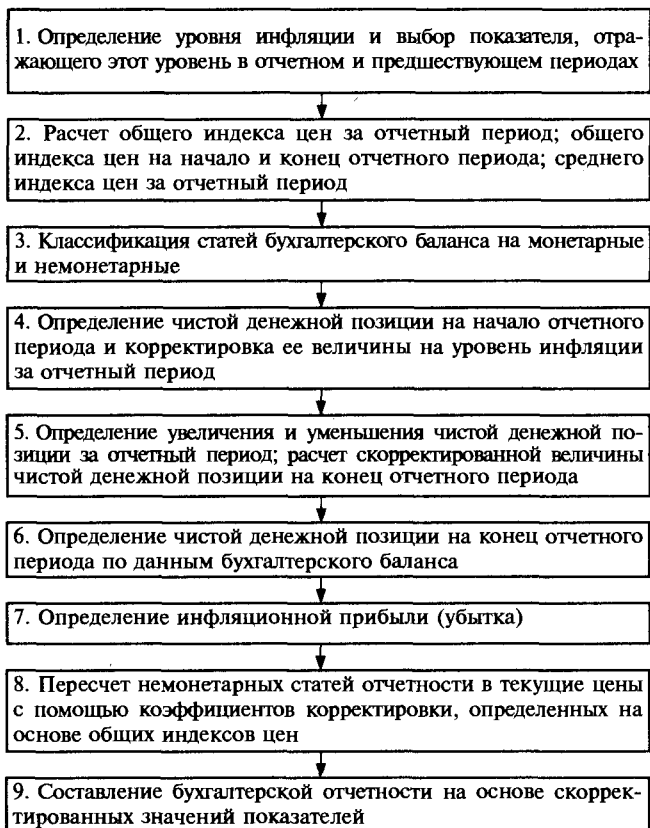 1. Определение уровня инфляции и выбор показателя, отра-
жающего этот уровень в отчетном и предшествующем периодах
2. Расчет общего индекса цен за отчетный период; общего
индекса цен на начало и конец отчетного периода; среднего
индекса цен за отчетный период
3. Классификация статей бухгалтерского баланса на монетарные
и немонетарные
4. Определение чистой денежной позиции на начало отчетного
периода и корректировка ее величины на уровень инфляции
за отчетный период
5. Определение увеличения и уменьшения чистой денежной по-
зиции за отчетный период; расчет скорректированной величины
чистой денежной позиции на конец отчетного периода
6. Определение чистой денежной позиции на конец отчетного
периода по данным бухгалтерского баланса
7. Определение инфляционной прибыли (убытка)
8. Пересчет немонетарных статей отчетности в текущие цены
с помощью коэффициентов корректировки, определенных на
основе общих индексов цен
9. Составление бухгалтерской отчетности на основе скоррек-
тированных значений показателей